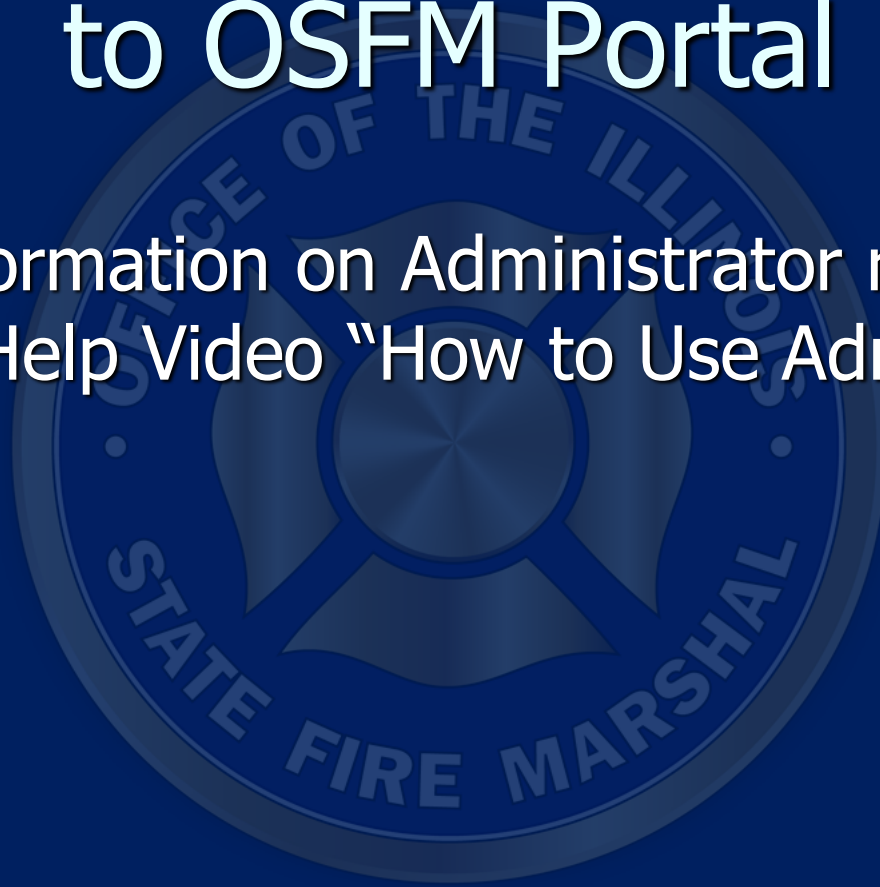 to OSFM Portal
ormation on Administrator
Help Video “How to Use Ad
OFFICE OF THE ILLINOIS
STATE FIRE MARSHAL